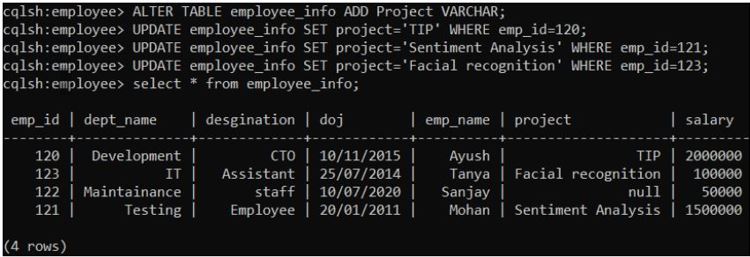 cqlsh:employee> ALTER TABLE employee_info ADD Project VARCHAR;
cqlsh:employee> UPDATE employee_info SET project='TIP' WHERE emp_id=120;
cqlsh:employee> UPDATE employee_info SET project='Sentiment Analysis' WHERE emp_id=121;
cqlsh:employee> UPDATE employee_info SET project='Facial recognition' WHERE emp_id=123;
cqlsh:employee> select * from employee_info;
emp_id | dept_name | desgination | doj | emp_name | project | salary
--------+--------------+-------------+------------+----------+--------------------+---------
120 | Development | CTO | 10/11/2015 | Ayush | TIP | 2000000
123 | IT | Assistant | 25/07/2014 | Tanya | Facial recognition | 100000
122 | Maintainance | staff | 10/07/2020 | Sanjay | null | 50000
121 | Testing | Employee | 20/01/2011 | Mohan | Sentiment Analysis | 1500000
(4 rows)